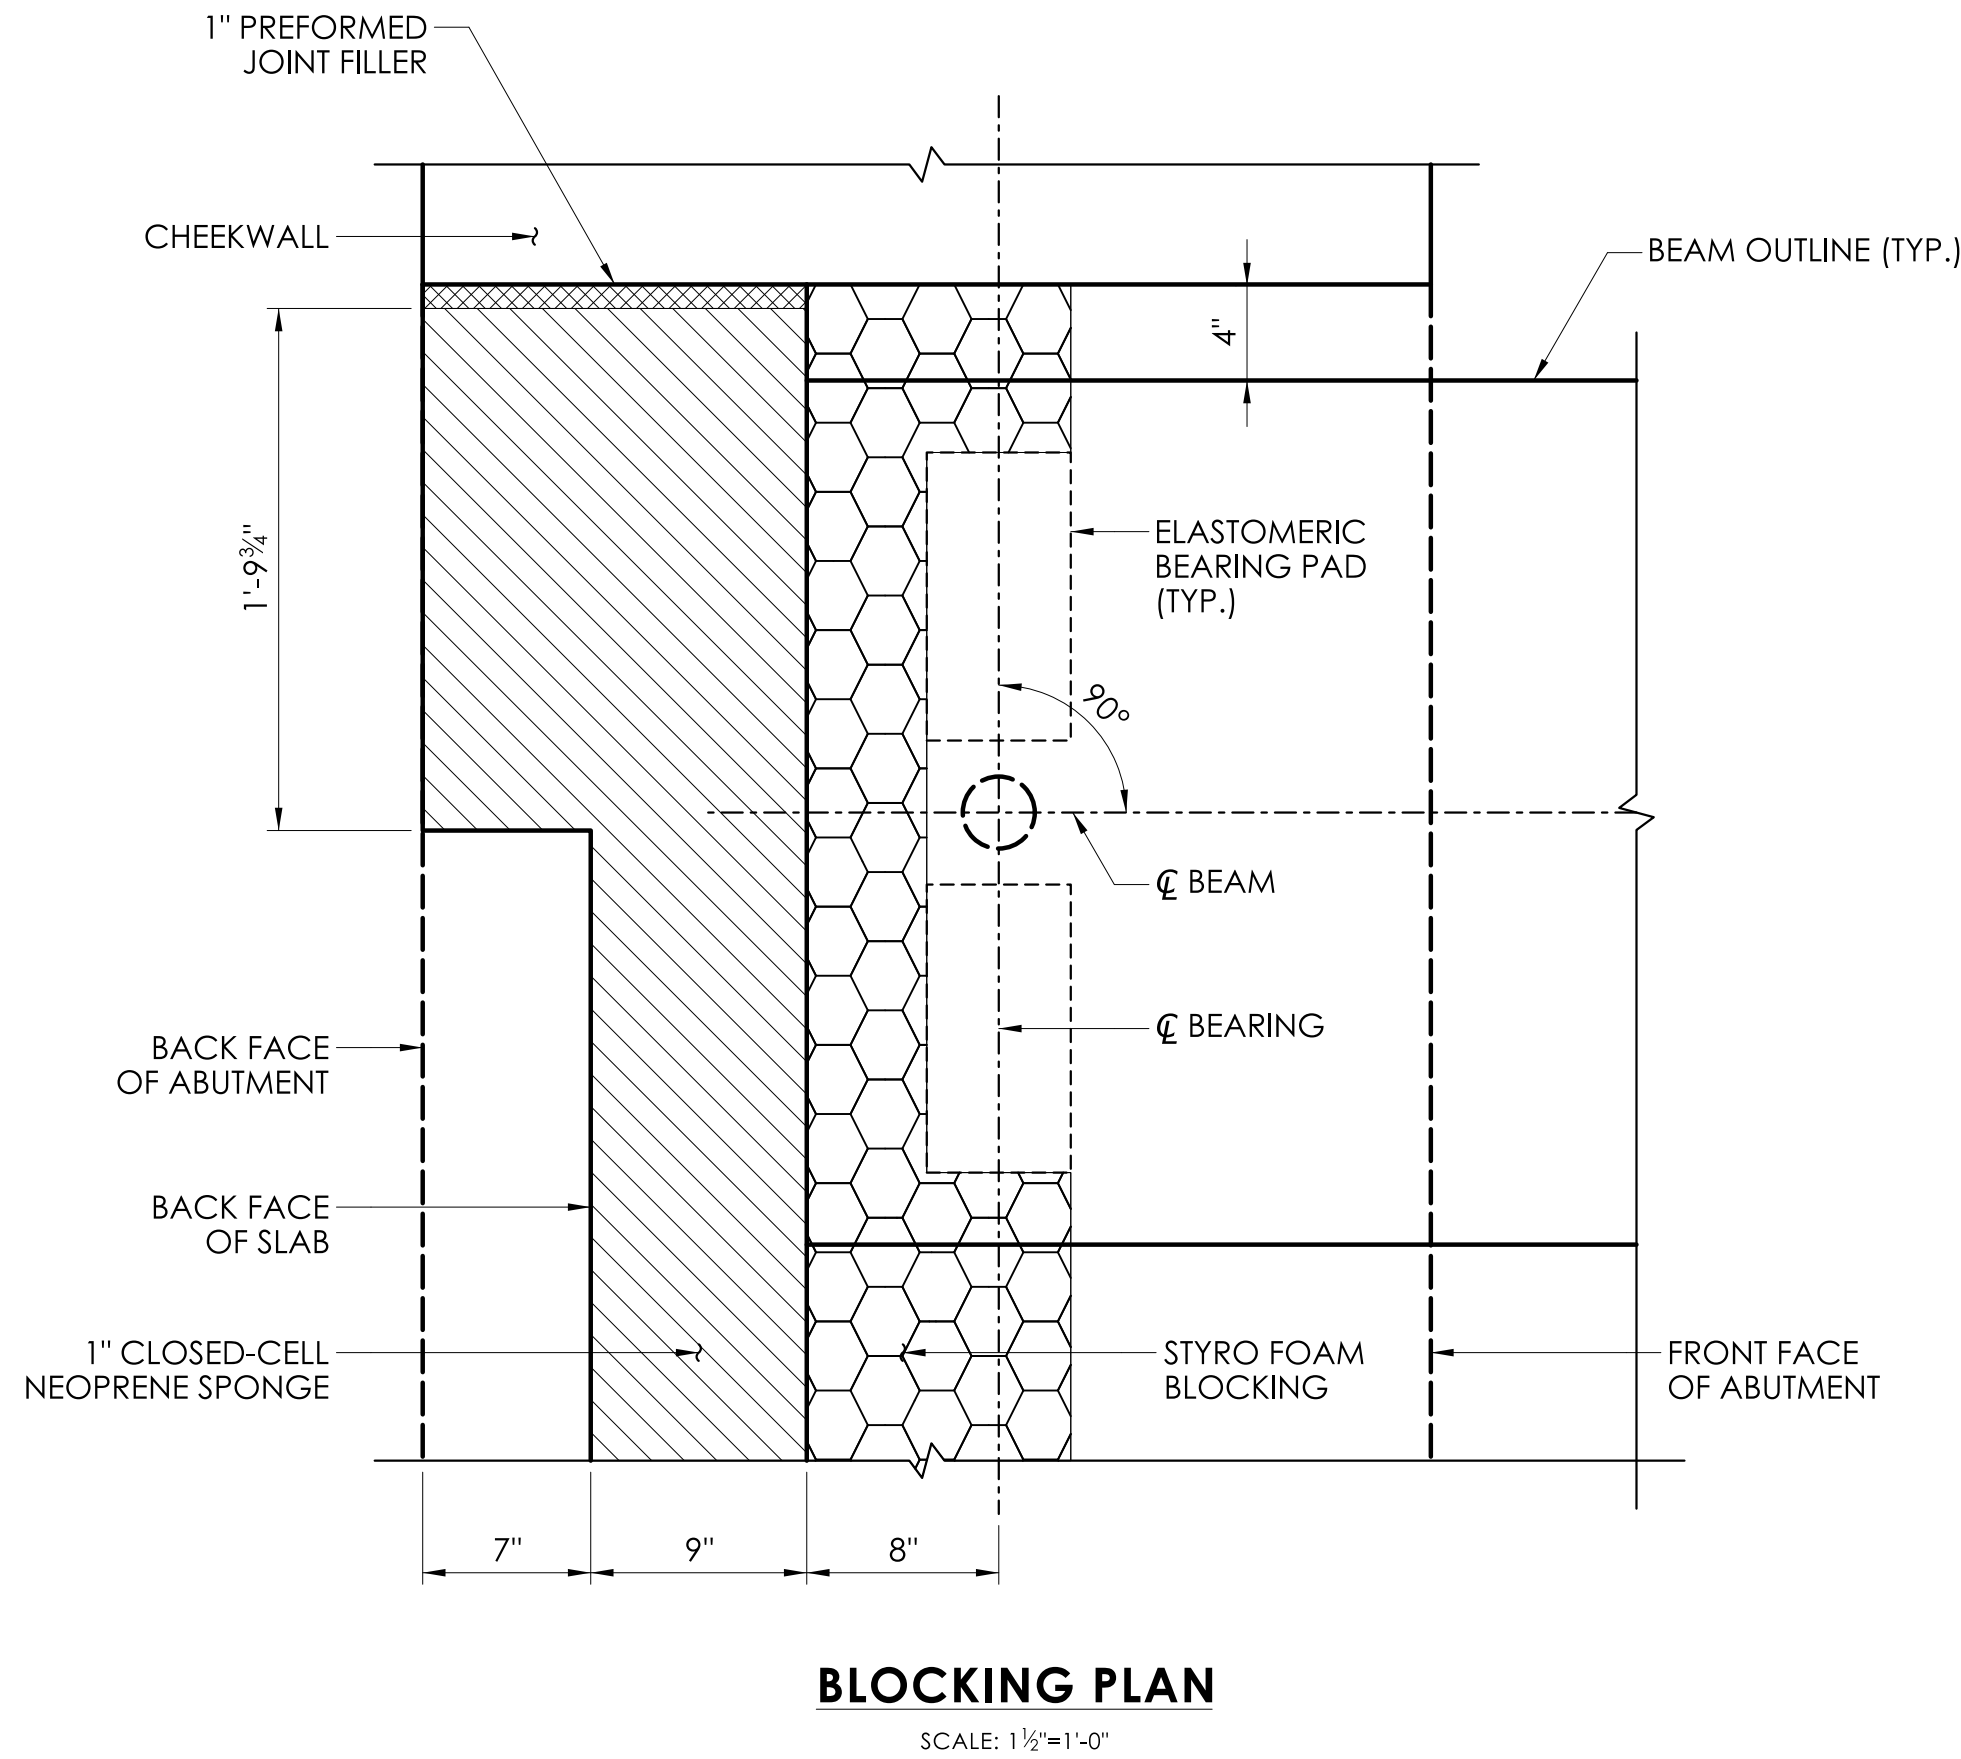 1" PREFORMED
JOINT FILLER
CHEEKWALL
BEAM OUTLINE (TYP.)
4"
1'-9¾"
ELASTOMERIC
BEARING PAD
(TYP.)
90°
℄ BEAM
℄ BEARING
BACK FACE
OF ABUTMENT
BACK FACE
OF SLAB
1" CLOSED-CELL
NEOPRENE SPONGE
STYRO FOAM
BLOCKING
FRONT FACE
OF ABUTMENT
7"
9"
8"
BLOCKING PLAN
SCALE: 1½"=1'-0"